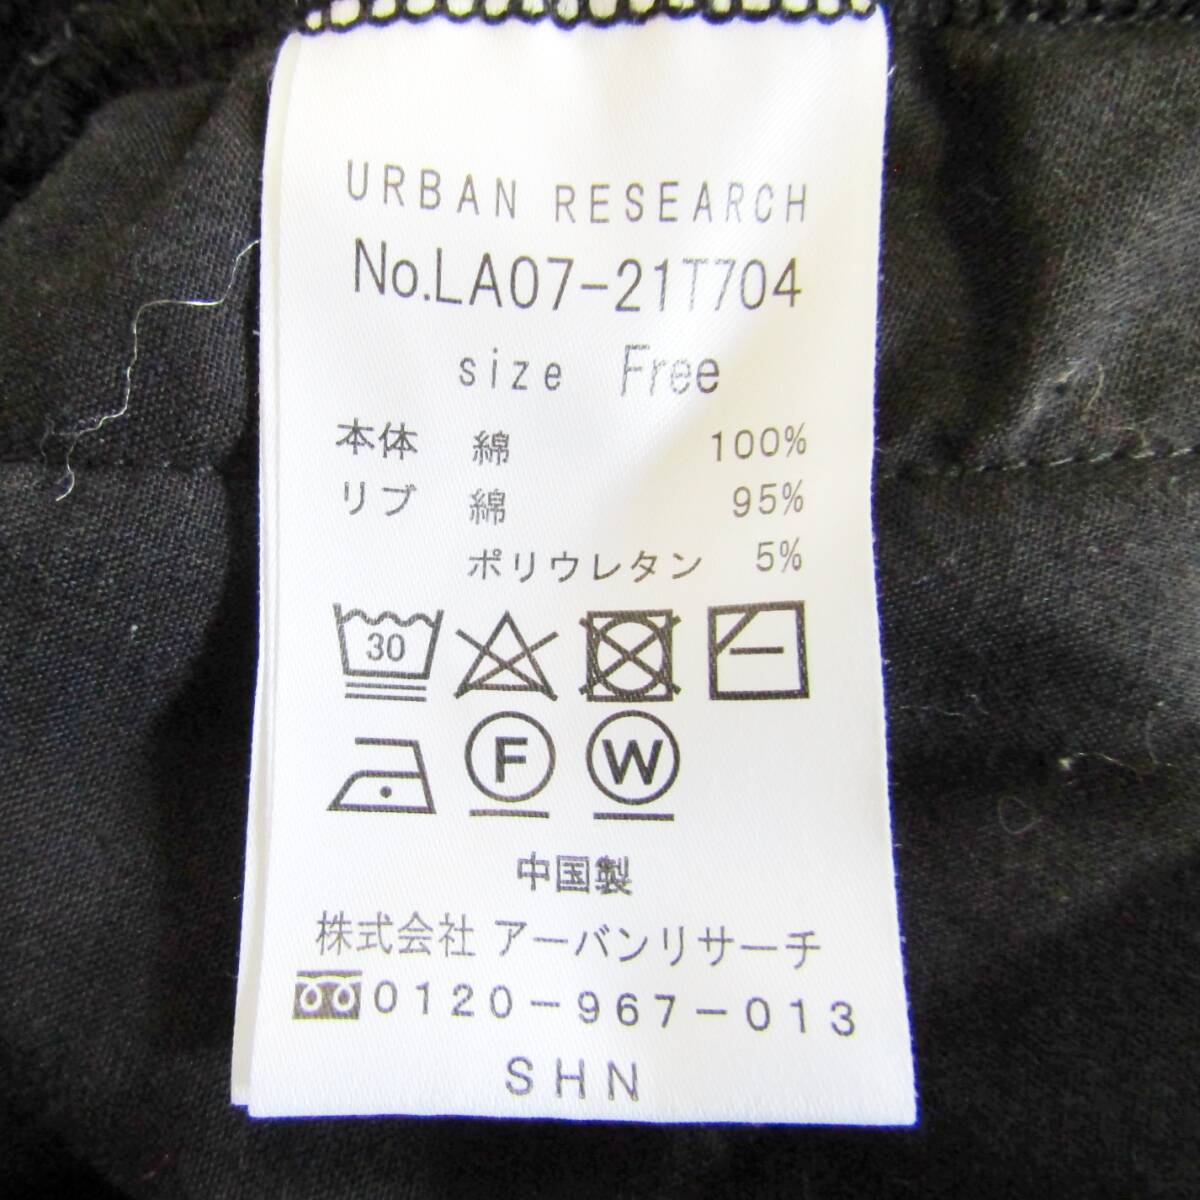 URBAN RESEARCH
No.LA07-21T704
size Free
本体 綿 100%
リブ 綿 95%
ポリウレタン 5%
30
F W
中国製
株式会社 アーバンリサーチ
0120-967-013
SHN